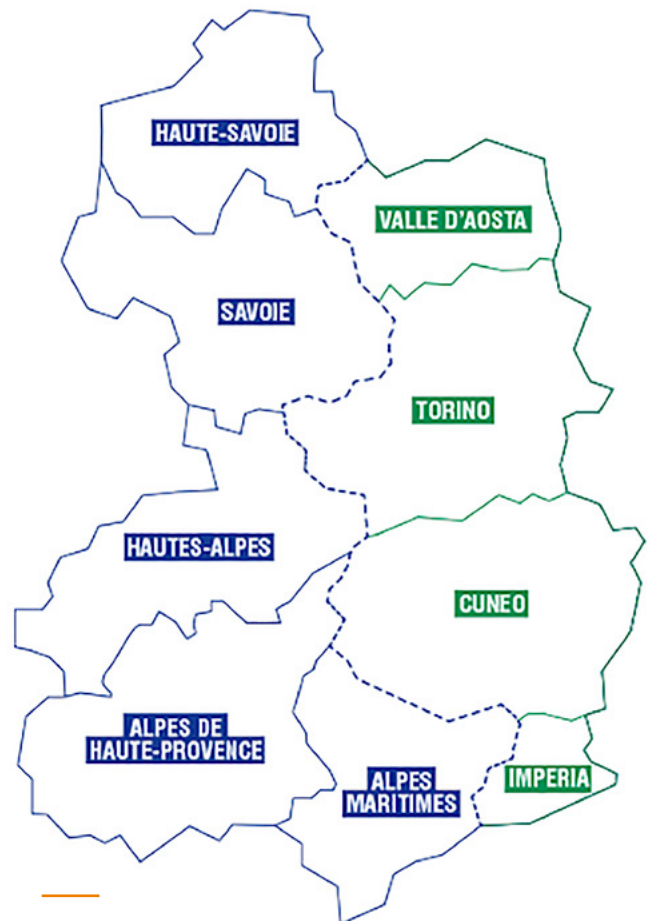 HAUTE-SAVOIE
VALLE D'AOSTA
SAVOIE
TORINO
HAUTES-ALPES
CUNEO
ALPES DE
HAUTE-PROVENCE
ALPES
MARITIMES
IMPERIA